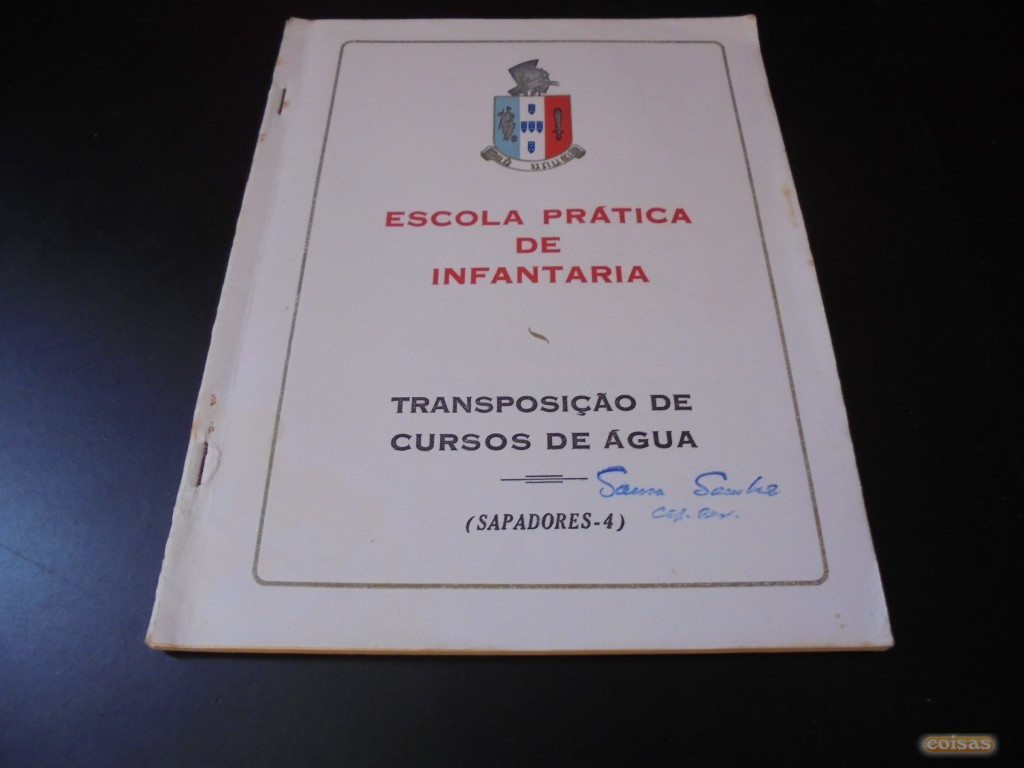 ESCOLA PRÁTICA
DE
INFANTARIA
TRANSPOSIÇÃO DE
CURSOS DE ÁGUA
(SAPADORES-4)
coisas